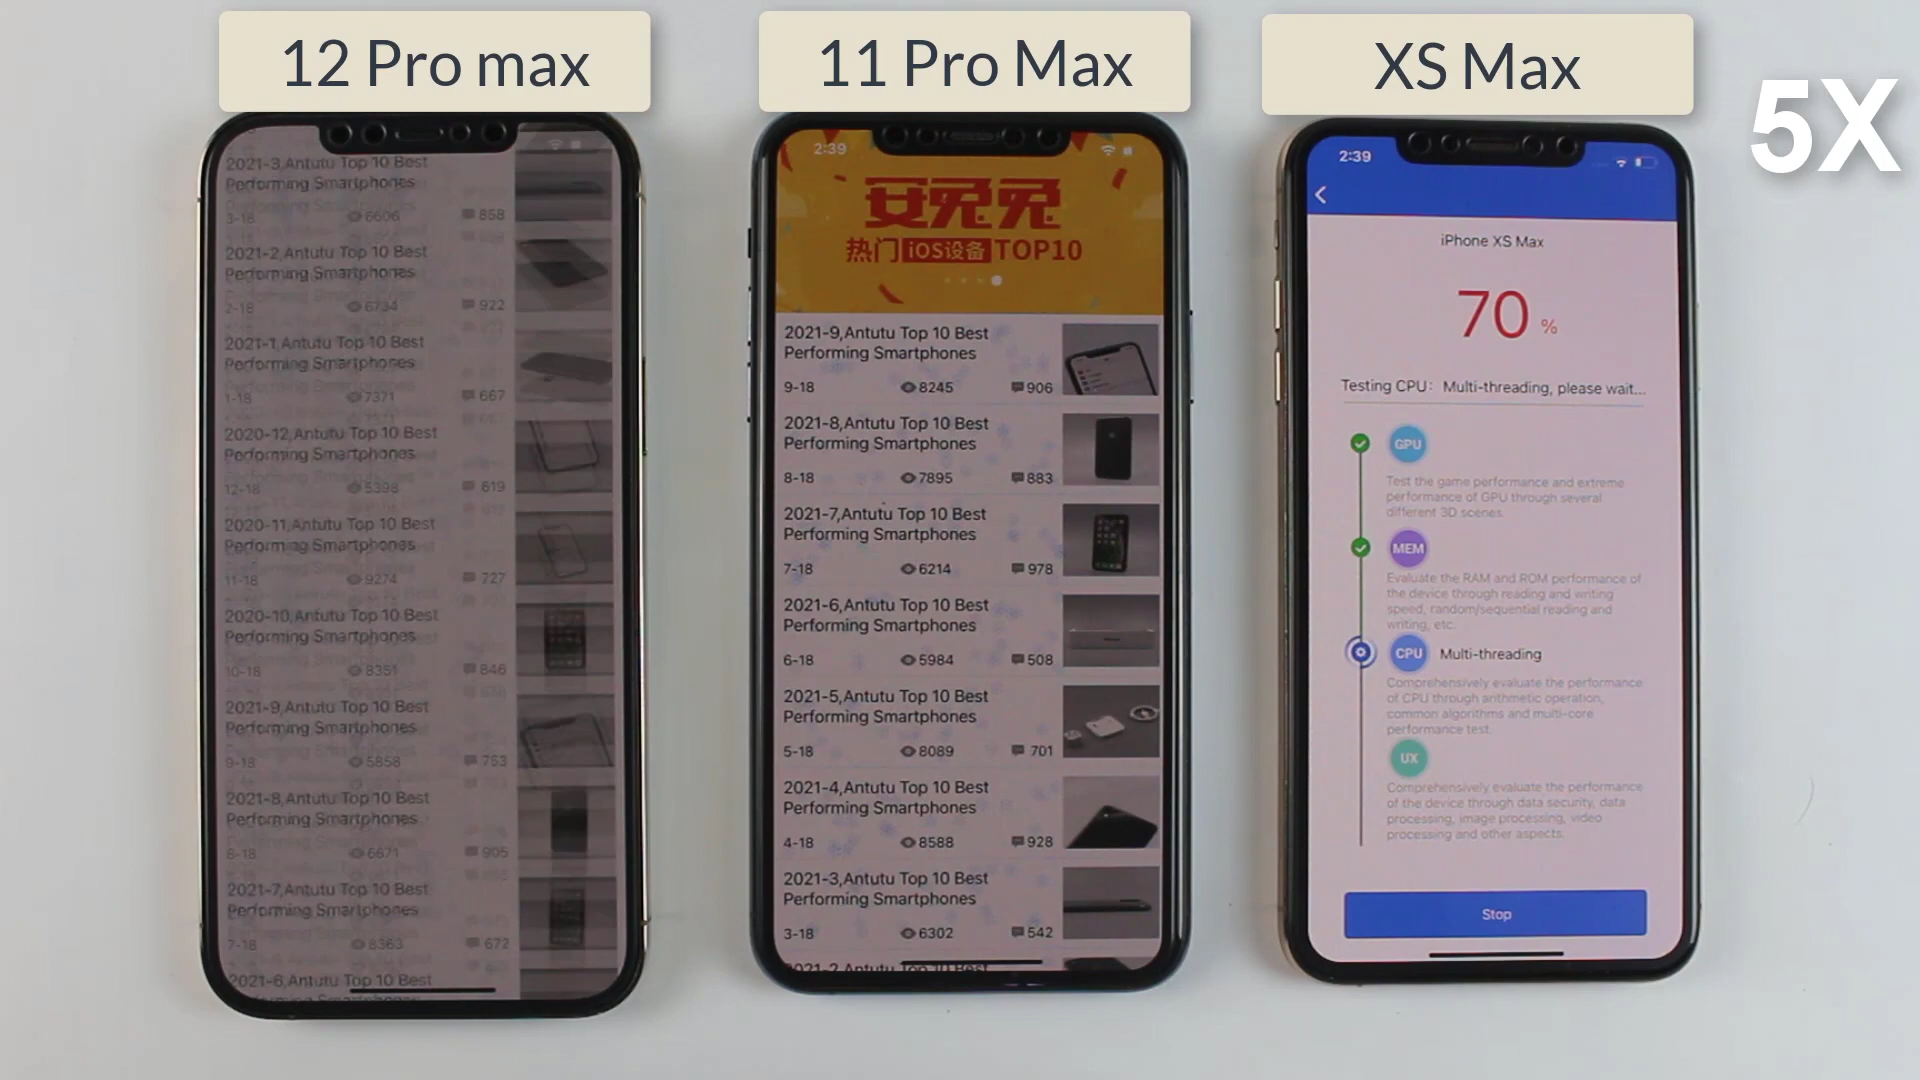 12 Pro max
11 Pro Max
XS Max
5X
2021-3,Antutu Top 10 Best
Performing Smartphones
3-18 6606 858
2021-2,Antutu Top 10 Best
Performing Smartphones
2-18 6734 922
2021-1,Antutu Top 10 Best
Performing Smartphones
1-18 7371 667
2020-12,Antutu Top 10 Best
Performing Smartphones
12-18 5398 619
2020-11,Antutu Top 10 Best
Performing Smartphones
11-18 9274 727
2020-10,Antutu Top 10 Best
Performing Smartphones
10-18 8351 846
2021-9,Antutu Top 10 Best
Performing Smartphones
9-18 5858 753
2021-8,Antutu Top 10 Best
Performing Smartphones
8-18 6671 905
2021-7,Antutu Top 10 Best
Performing Smartphones
7-18 8363 672
2021-6,Antutu Top 10 Best
2:39
安兔兔
热门iOS设备TOP10
2021-9,Antutu Top 10 Best
Performing Smartphones
9-18 8245 906
2021-8,Antutu Top 10 Best
Performing Smartphones
8-18 7895 883
2021-7,Antutu Top 10 Best
Performing Smartphones
7-18 6214 978
2021-6,Antutu Top 10 Best
Performing Smartphones
6-18 5984 508
2021-5,Antutu Top 10 Best
Performing Smartphones
5-18 8089 701
2021-4,Antutu Top 10 Best
Performing Smartphones
4-18 8588 928
2021-3,Antutu Top 10 Best
Performing Smartphones
3-18 6302 542
2021-2,Antutu Top 10 Best
2:39
iPhone XS Max
70 %
Testing CPU: Multi-threading, please wait...
GPU
Test the game performance and extreme
performance of GPU through several
different 3D scenes.
MEM
Evaluate the RAM and ROM performance of
the device through reading and writing
speed, random/sequential reading and
writing, etc.
CPU Multi-threading
Comprehensively evaluate the performance
of CPU through arithmetic operation,
common algorithms and multi-core
performance test.
UX
Comprehensively evaluate the performance
of the device through data security, data
processing, image processing, video
processing and other aspects.
Stop